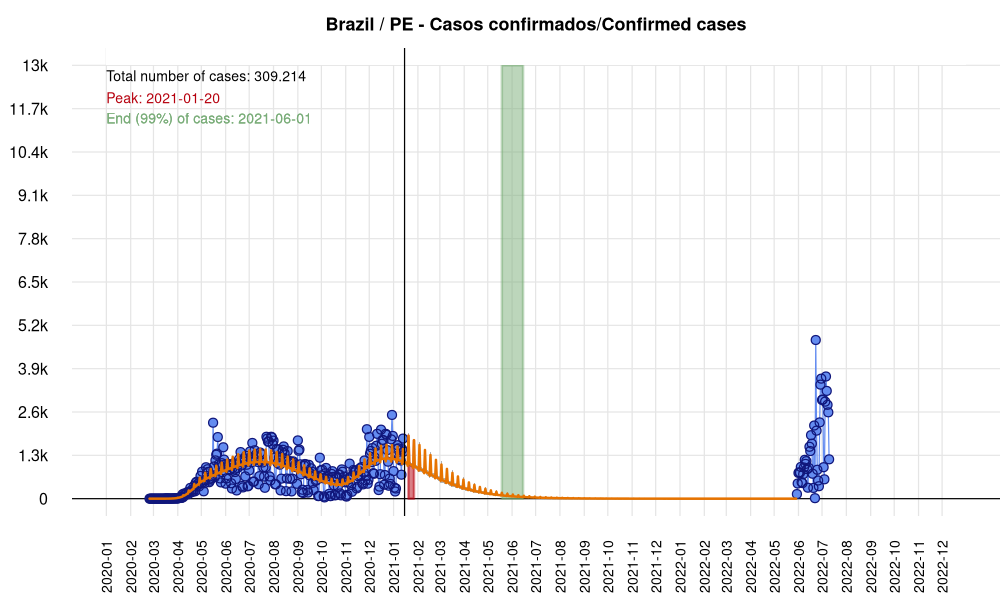 Brazil / PE - Casos confirmados/Confirmed cases
Total number of cases: 309.214
Peak: 2021-01-20
End (99%) of cases: 2021-06-01
13k
11.7k
10.4k
9.1k
7.8k
6.5k
5.2k
3.9k
2.6k
1.3k
0
2020-01
2020-02
2020-03
2020-04
2020-05
2020-06
2020-07
2020-08
2020-09
2020-10
2020-11
2020-12
2021-01
2021-02
2021-03
2021-04
2021-05
2021-06
2021-07
2021-08
2021-09
2021-10
2021-11
2021-12
2022-01
2022-02
2022-03
2022-04
2022-05
2022-06
2022-07
2022-08
2022-09
2022-10
2022-11
2022-12